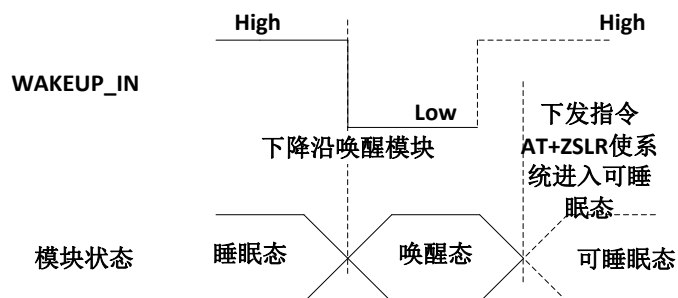 High
High
WAKEUP_IN
Low
下降沿唤醒模块
下发指令
AT+ZSLR使系
统进入可睡
眠态
模块状态
睡眠态
唤醒态
可睡眠态